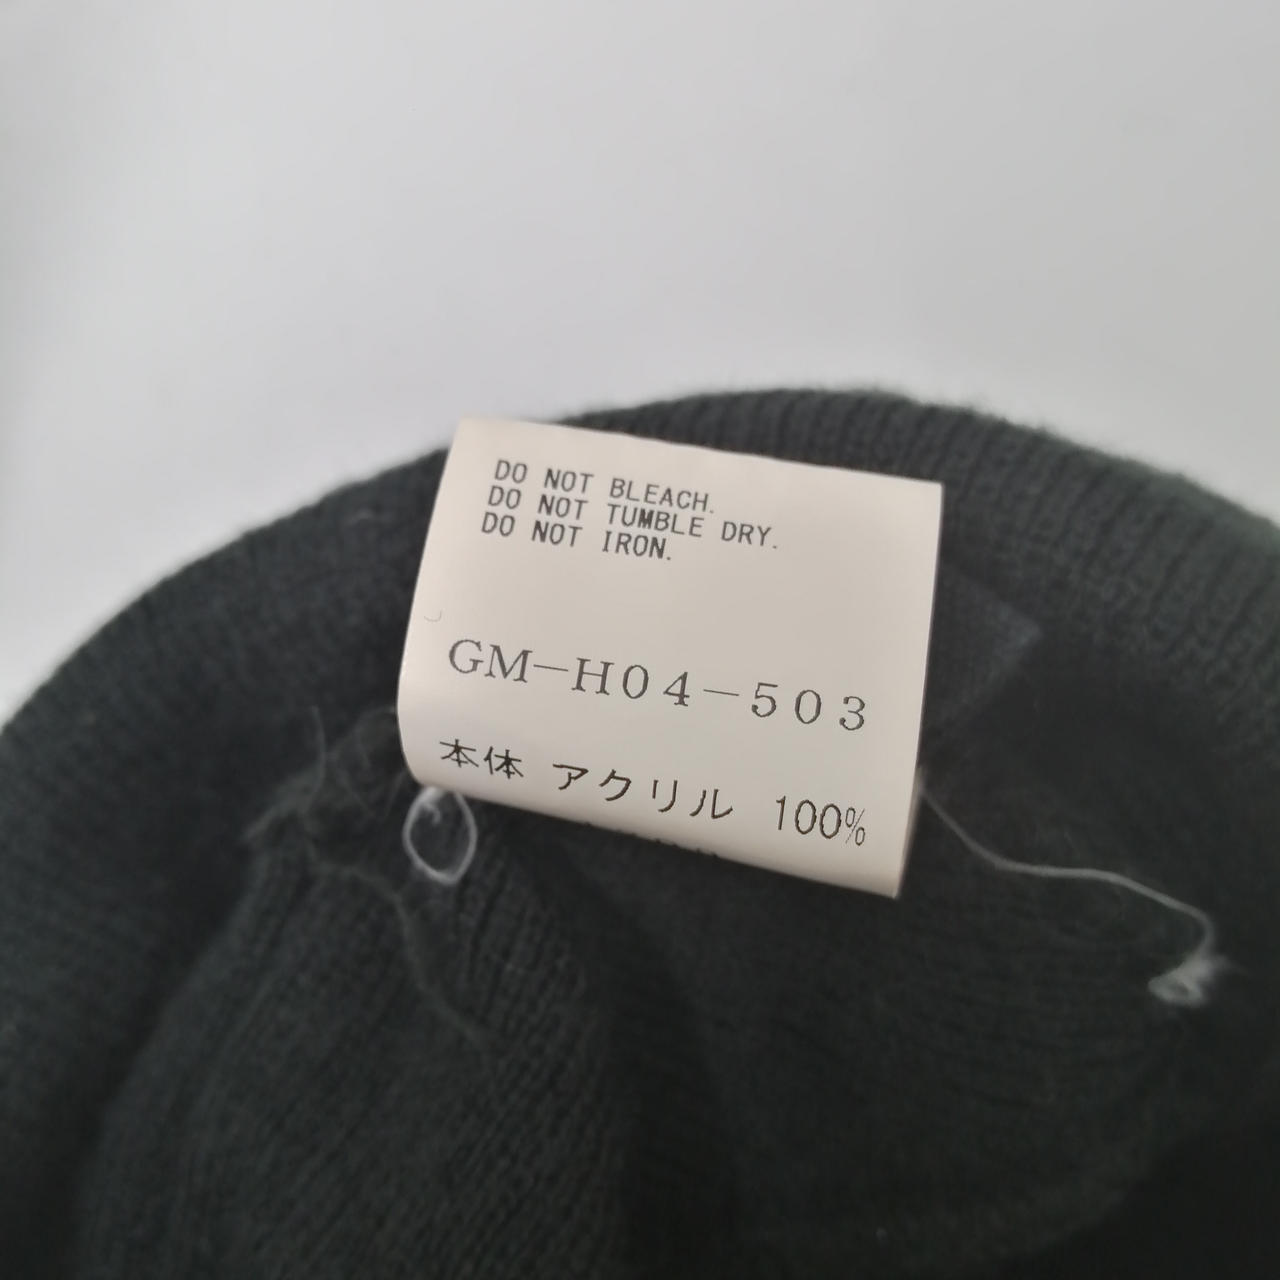 DO NOT BLEACH.
DO NOT TUMBLE DRY.
DO NOT IRON.
GM-H04-503
本体 アクリル 100%